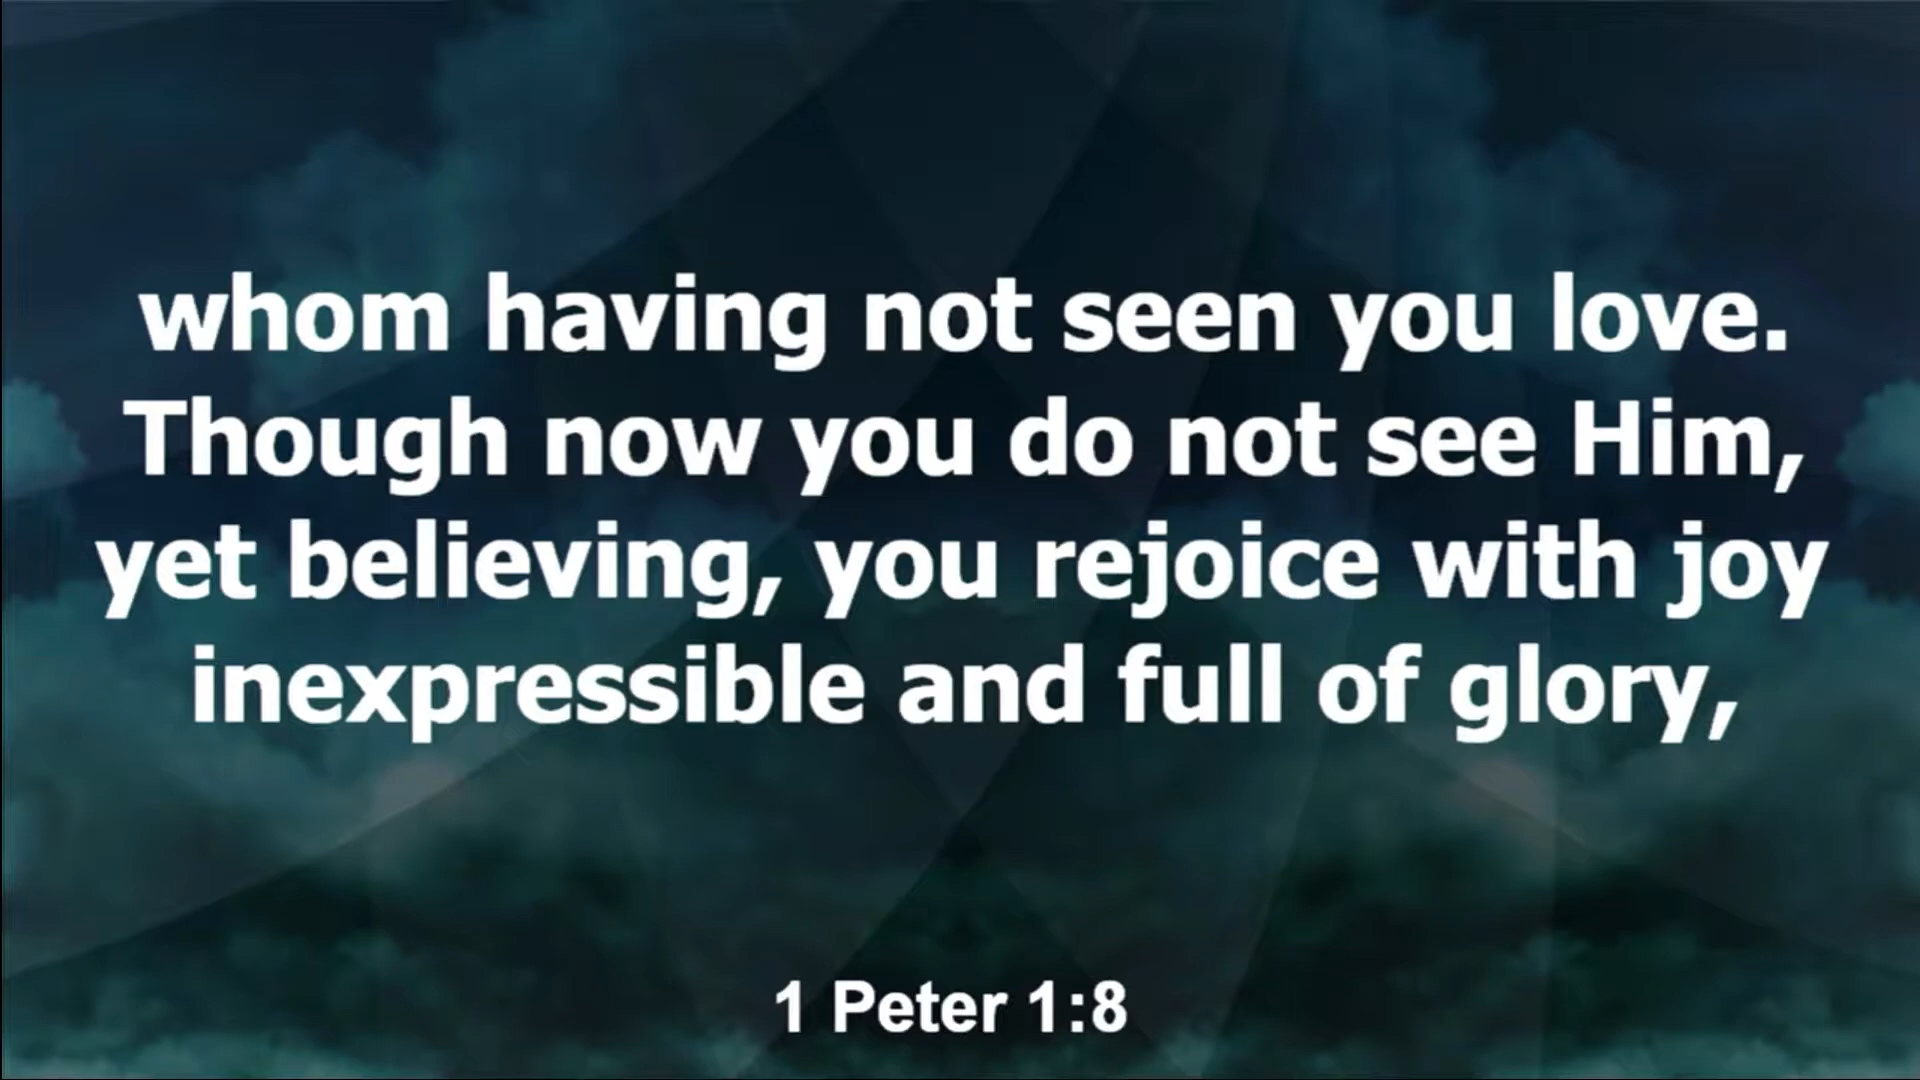 whom having not seen you love.
Though now you do not see Him,
yet believing, you rejoice with joy
inexpressible and full of glory,
1 Peter 1:8